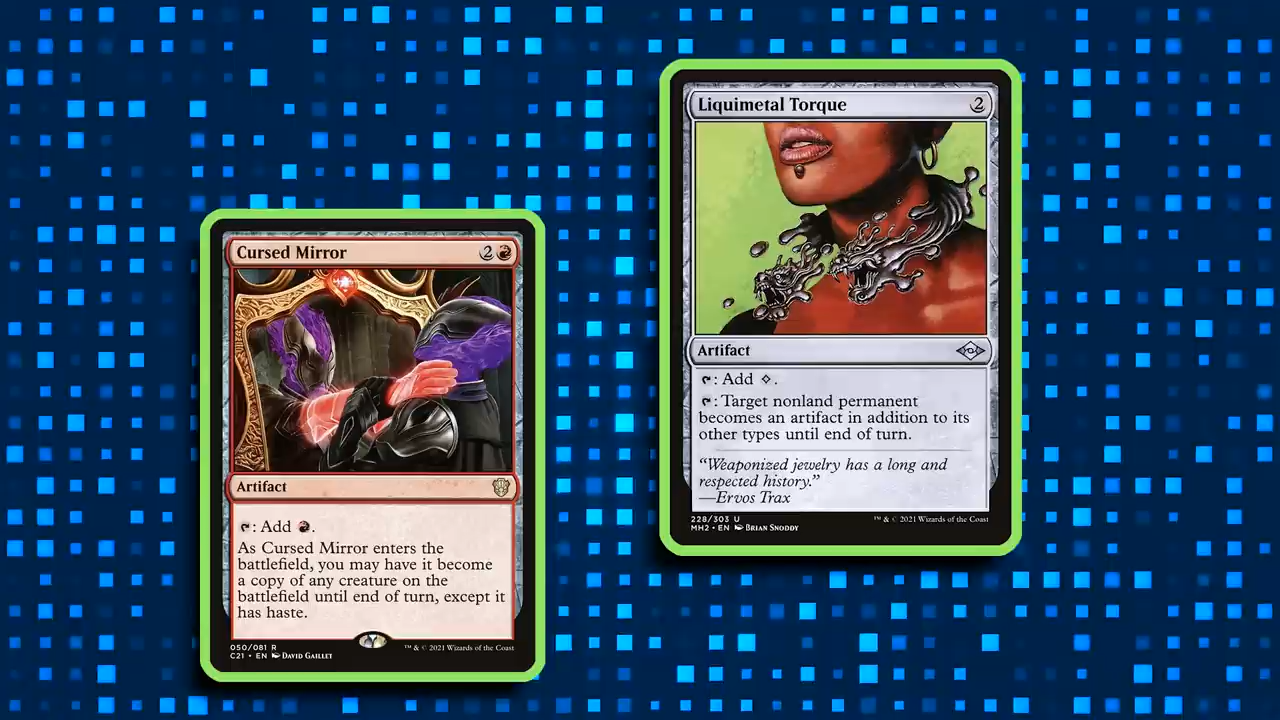 Cursed Mirror 2
Artifact
: Add .
As Cursed Mirror enters the
battlefield, you may have it become
a copy of any creature on the
battlefield until end of turn, except it
has haste.
050/081 R
C21 • EN DAVID GAILLET
™ & © 2021 Wizards of the Coast
Liquimetal Torque 2
Artifact
: Add .
: Target nonland permanent
becomes an artifact in addition to its
other types until end of turn.
“Weaponized jewelry has a long and
respected history.”
—Ervos Trax
228/303 U
MH2 • EN BRIAN SNODDY
™ & © 2021 Wizards of the Coast